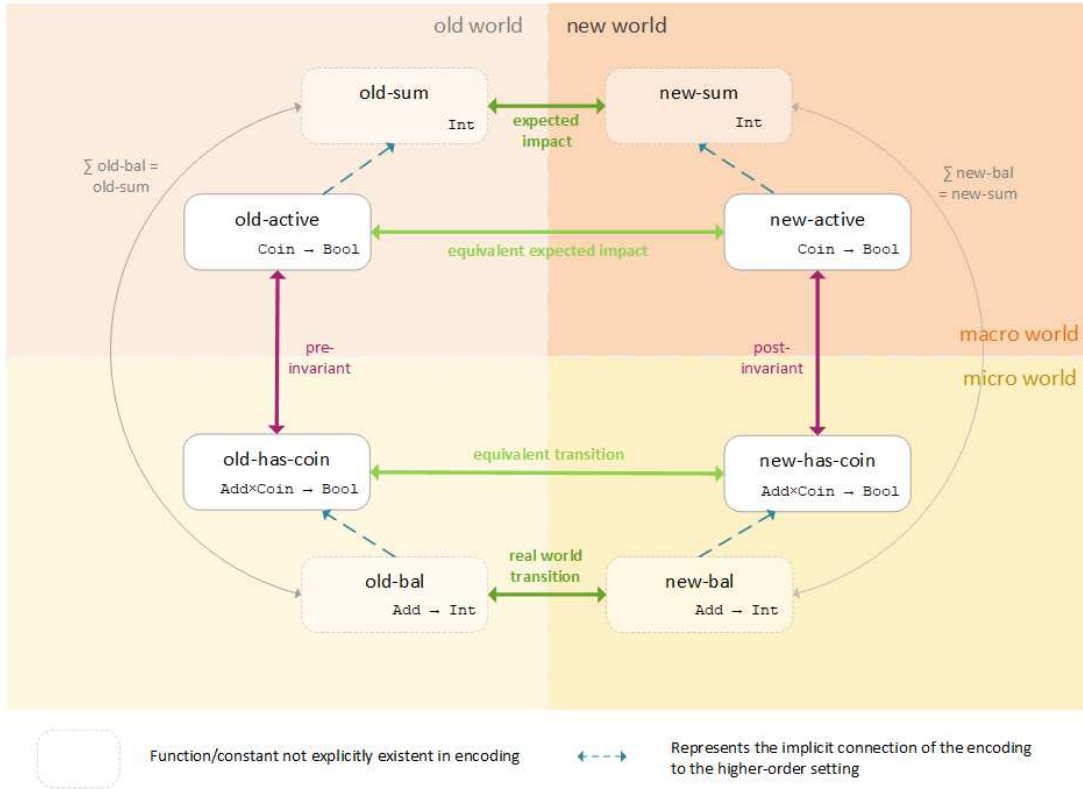 old world
new world
old-sum
Int
new-sum
Int
expected
impact
∑ old-bal =
old-sum
∑ new-bal
= new-sum
old-active
Coin → Bool
new-active
Coin → Bool
equivalent expected impact
pre-
invariant
post-
invariant
macro world
micro world
old-has-coin
Add×Coin → Bool
new-has-coin
Add×Coin → Bool
equivalent transition
real world
transition
old-bal
Add → Int
new-bal
Add → Int
Function/constant not explicitly existent in encoding
Represents the implicit connection of the encoding
to the higher-order setting